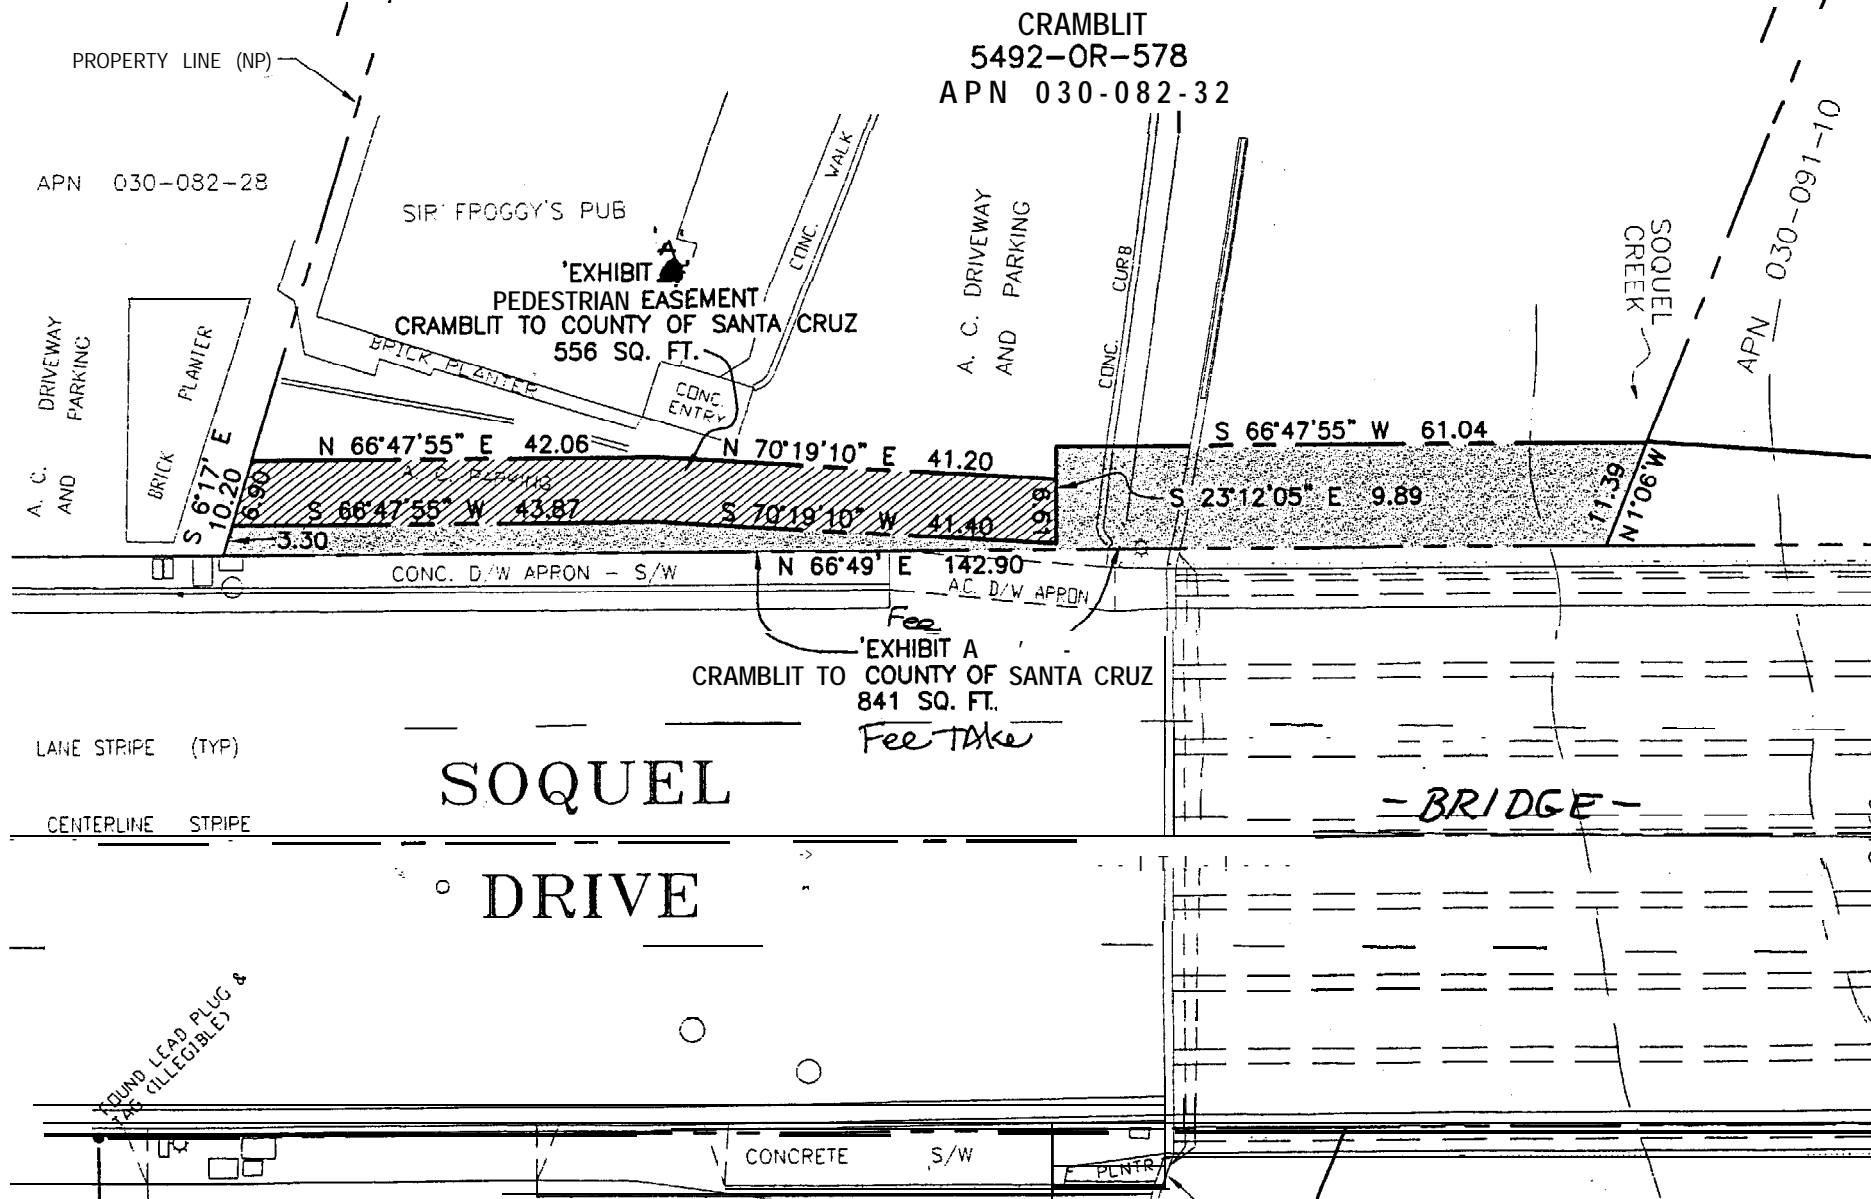 CRAMBLIT
5492-OR-578
APN 030-082-32
PROPERTY LINE (NP)
APN 030-082-28
SIR FROGGY'S PUB
'A'
'EXHIBIT
PEDESTRIAN EASEMENT
CRAMBLIT TO COUNTY OF SANTA CRUZ
556 SQ. FT.
CONC. WALK
A. C. DRIVEWAY
AND PARKING
CONC. CURB
SOQUEL
CREEK
APN 030-091-10
A. C. DRIVEWAY
AND PARKING
BRICK PLANTER
BRICK PLANTER
CONC.
ENTRY
S 6°17' E
10.20
6.90
N 66°47'55" E 42.06
N 70°19'10" E 41.20
A. C. PARKING
S 66°47'55" W 43.87
S 70°19'10" W 41.40
6.61
S 66°47'55" W 61.04
S 23°12'05" E 9.89
11.39
N 1°06' W
3.30
CONC. D/W APRON - S/W
N 66°49' E 142.90
A.C. D/W APRON
Fee
'EXHIBIT A '
CRAMBLIT TO COUNTY OF SANTA CRUZ
841 SQ. FT.
Fee TAke
LANE STRIPE (TYP)
SOQUEL
-BRIDGE-
CENTERLINE STRIPE
DRIVE
FOUND LEAD PLUG &
TAG (ILLEGIBLE)
CONCRETE S/W
PLNTR